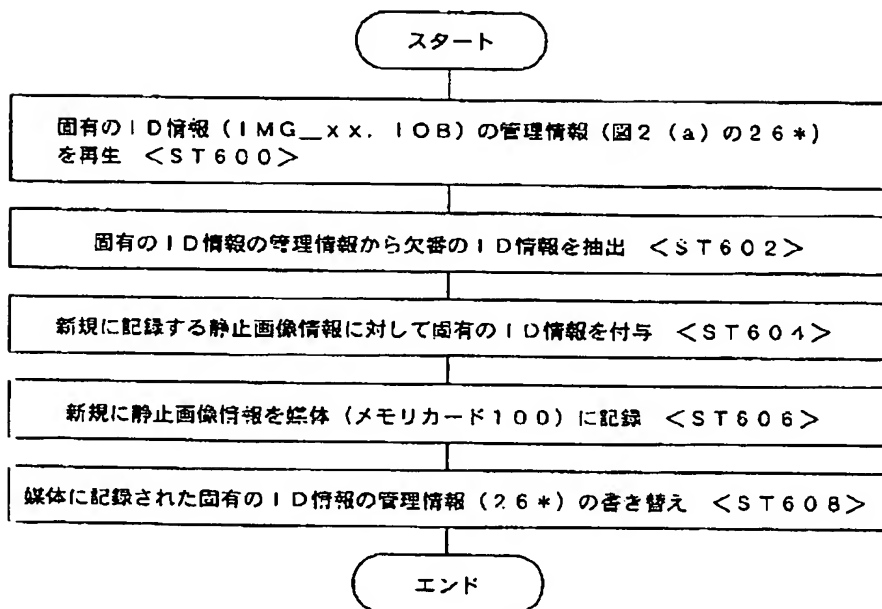 スタート
固有のID情報(IMG__xx.IOB)の管理情報(図2(a)の26*)
を再生 <ST600>
固有のID情報の管理情報から欠番のID情報を抽出 <ST602>
新規に記録する静止画像情報に対して固有のID情報を付与 <ST604>
新規に静止画像情報を媒体(メモリカード100)に記録 <ST606>
媒体に記録された固有のID情報の管理情報(26*)の書き替え <ST608>
エンド